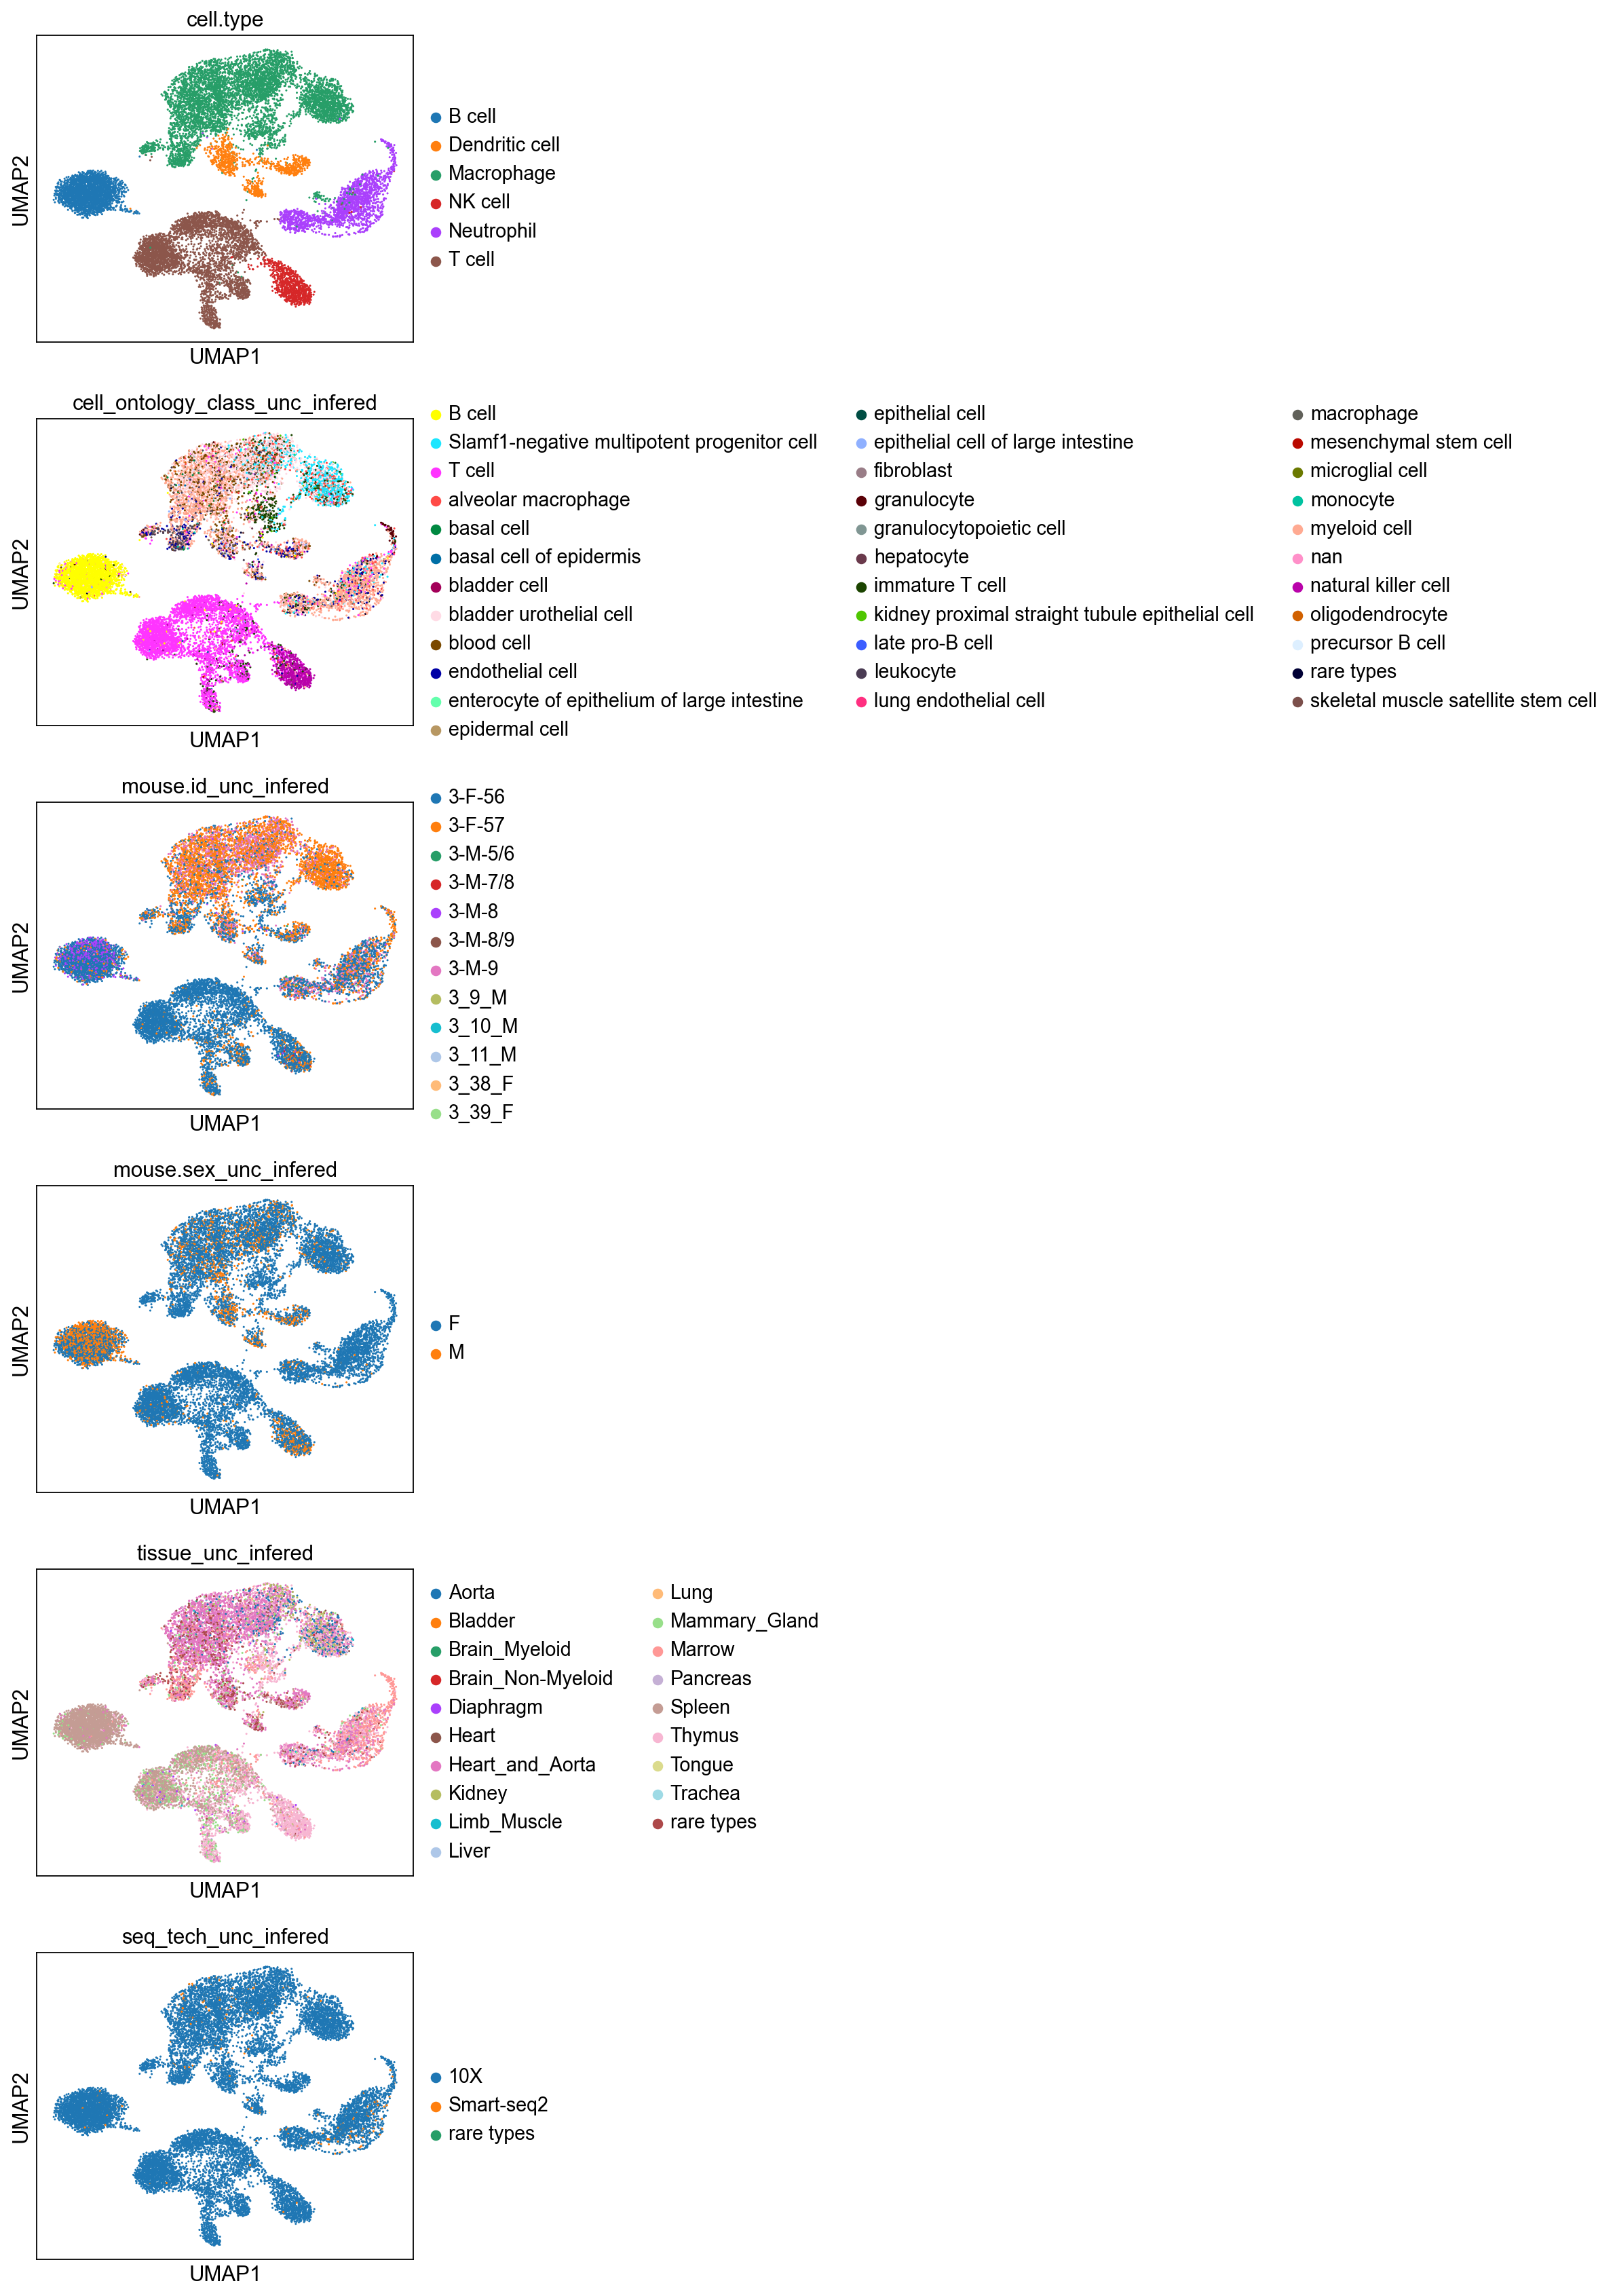 cell.type
UMAP2
UMAP1
B cell
Dendritic cell
Macrophage
NK cell
Neutrophil
T cell
cell_ontology_class_unc_infered
UMAP2
UMAP1
B cell
Slamf1-negative multipotent progenitor cell
T cell
alveolar macrophage
basal cell
basal cell of epidermis
bladder cell
bladder urothelial cell
blood cell
endothelial cell
enterocyte of epithelium of large intestine
epidermal cell
epithelial cell
epithelial cell of large intestine
fibroblast
granulocyte
granulocytopoietic cell
hepatocyte
immature T cell
kidney proximal straight tubule epithelial cell
late pro-B cell
leukocyte
lung endothelial cell
macrophage
mesenchymal stem cell
microglial cell
monocyte
myeloid cell
nan
natural killer cell
oligodendrocyte
precursor B cell
rare types
skeletal muscle satellite stem cell
mouse.id_unc_infered
UMAP2
UMAP1
3-F-56
3-F-57
3-M-5/6
3-M-7/8
3-M-8
3-M-8/9
3-M-9
3_9_M
3_10_M
3_11_M
3_38_F
3_39_F
mouse.sex_unc_infered
UMAP2
UMAP1
F
M
tissue_unc_infered
UMAP2
UMAP1
Aorta
Bladder
Brain_Myeloid
Brain_Non-Myeloid
Diaphragm
Heart
Heart_and_Aorta
Kidney
Limb_Muscle
Liver
Lung
Mammary_Gland
Marrow
Pancreas
Spleen
Thymus
Tongue
Trachea
rare types
seq_tech_unc_infered
UMAP2
UMAP1
10X
Smart-seq2
rare types